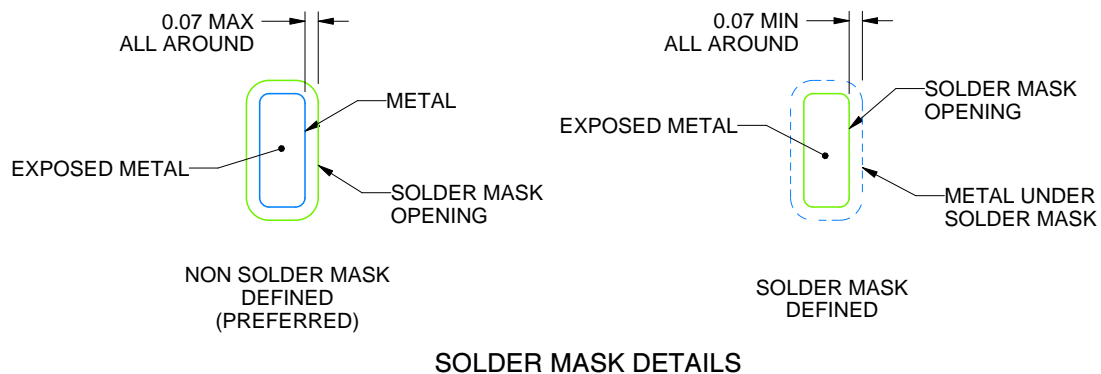 0.07 MAX
ALL AROUND
METAL
EXPOSED METAL
SOLDER MASK
OPENING
NON SOLDER MASK
DEFINED
(PREFERRED)
0.07 MIN
ALL AROUND
SOLDER MASK
OPENING
EXPOSED METAL
METAL UNDER
SOLDER MASK
SOLDER MASK
DEFINED
SOLDER MASK DETAILS